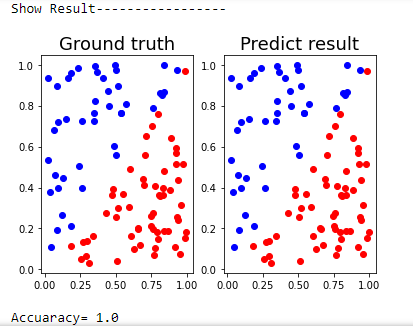 Show Result-----------------
Ground truth Predict result
1.0 1.0
0.8 0.8
0.6 0.6
0.4 0.4
0.2 0.2
0.0 0.0
0.00 0.25 0.50 0.75 1.00 0.00 0.25 0.50 0.75 1.00
Accuaracy= 1.0